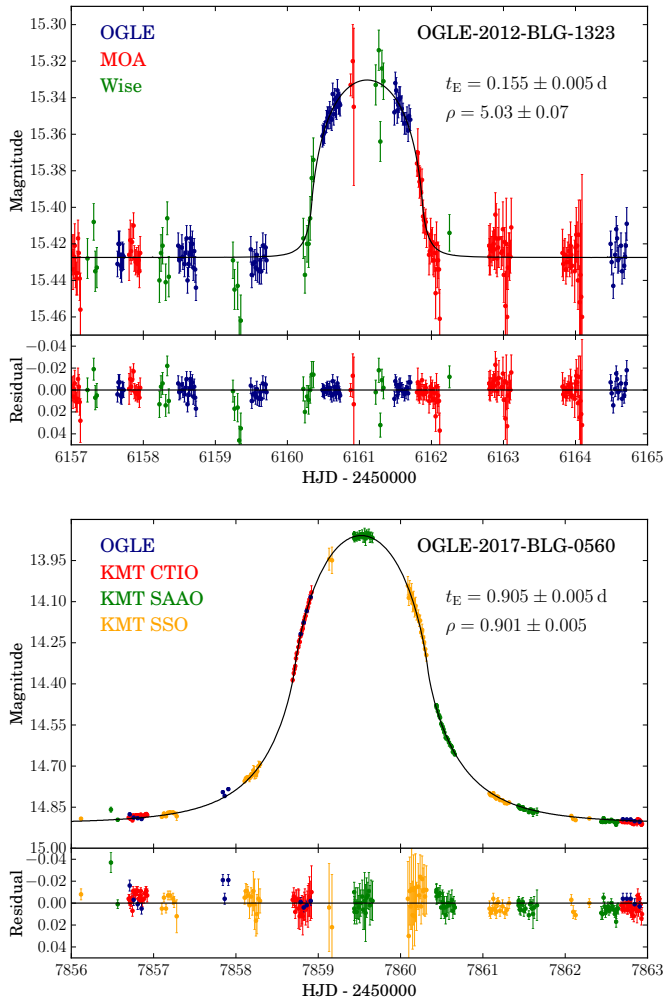 OGLE-2012-BLG-1323
OGLE
MOA
Wise
tE = 0.155 ± 0.005 d
ρ = 5.03 ± 0.07
Magnitude
15.30
15.32
15.34
15.36
15.38
15.40
15.42
15.44
15.46
Residual
−0.04
−0.02
0.00
0.02
0.04
6157 6158 6159 6160 6161 6162 6163 6164 6165
HJD - 2450000
OGLE-2017-BLG-0560
OGLE
KMT CTIO
KMT SAAO
KMT SSO
tE = 0.905 ± 0.005 d
ρ = 0.901 ± 0.005
Magnitude
13.95
14.10
14.25
14.40
14.55
14.70
14.85
15.00
Residual
−0.04
−0.02
0.00
0.02
0.04
7856 7857 7858 7859 7860 7861 7862 7863
HJD - 2450000